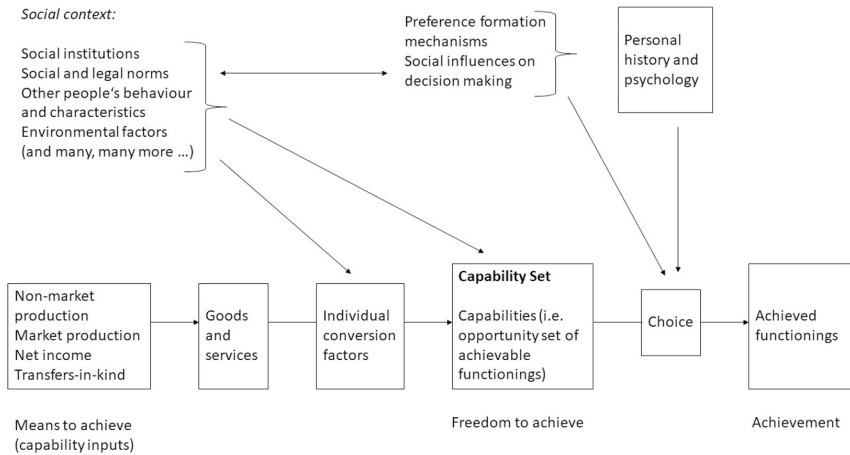 Social context:
Social institutions
Social and legal norms
Other people‘s behaviour
and characteristics
Environmental factors
(and many, many more ...)
Preference formation
mechanisms
Social influences on
decision making
Personal
history and
psychology
Non-market
production
Market production
Net income
Transfers-in-kind
Goods
and
services
Individual
conversion
factors
Capability Set
Capabilities (i.e.
opportunity set of
achievable
functionings)
Choice
Achieved
functionings
Means to achieve
(capability inputs)
Freedom to achieve
Achievement